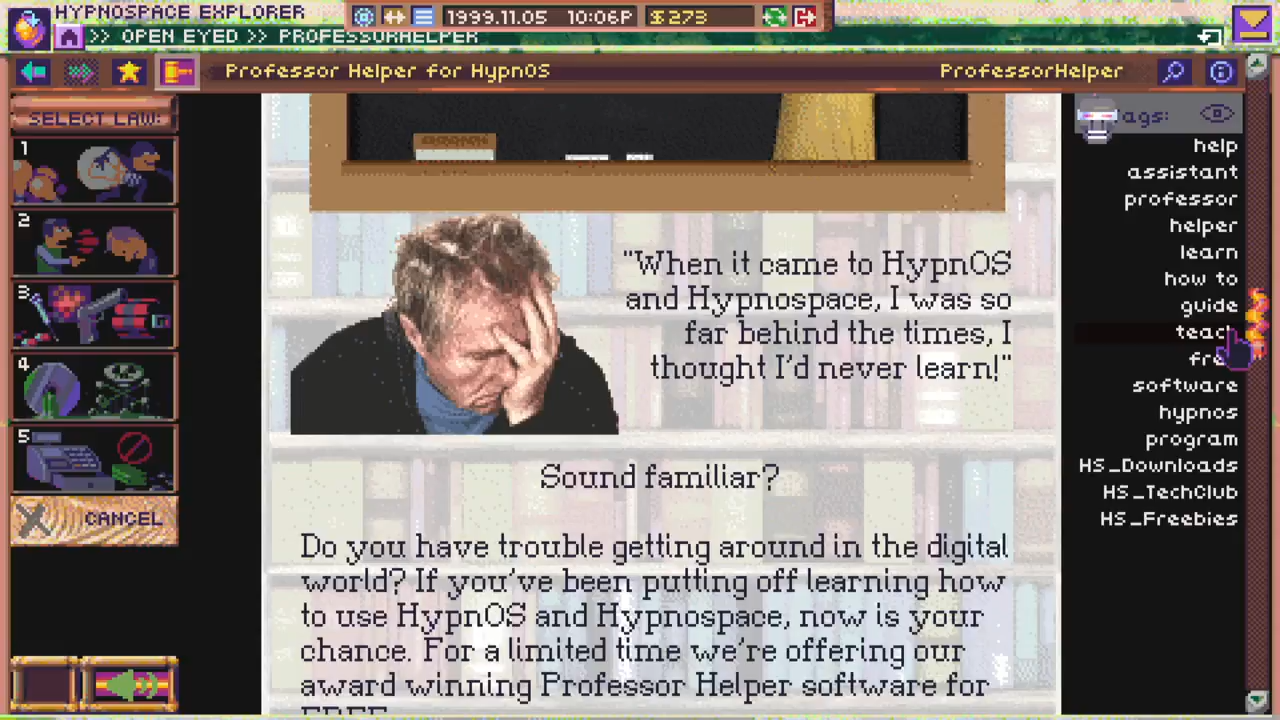 HYPNOSPACE EXPLORER
1999.11.05 10:06P
273
>> OPEN EYED >> PROFESSORHELPER
Professor Helper for HypnOS
ProfessorHelper
SELECT LAW:
1
2
3
4
5
CANCEL
"When it came to HypnOS
and Hypnospace, I was so
far behind the times, I
thought I'd never learn!"
Sound familiar?
Do you have trouble getting around in the digital
world? If you've been putting off learning how
to use HypnOS and Hypnospace, now is your
chance. For a limited time we're offering our
award winning Professor Helper software for
FREE
ags:
help
assistant
professor
helper
learn
how to
guide
teach
free
software
hypnos
program
HS_Downloads
HS_TechClub
HS_Freebies